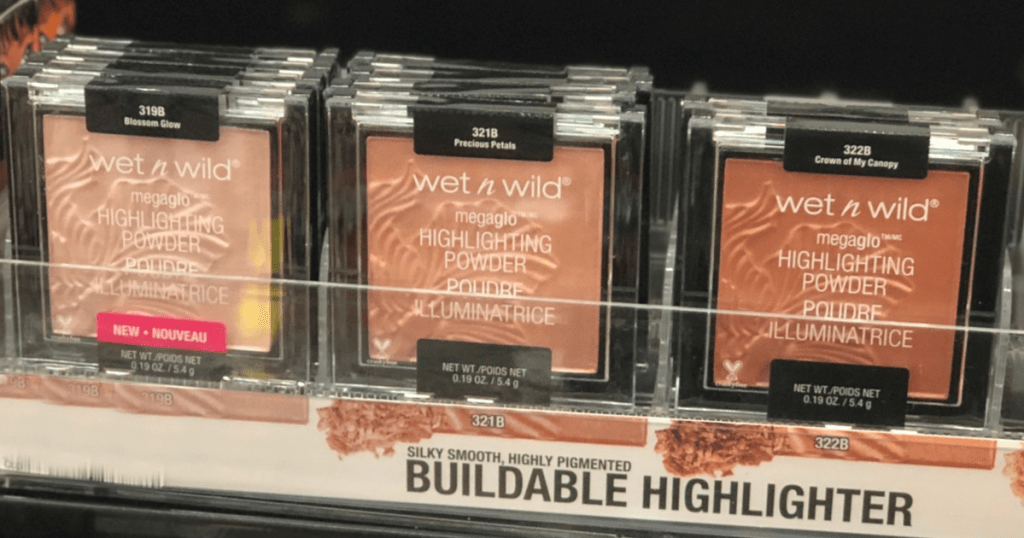 319B
Blossom Glow
wet n wild®
megaglo
HIGHLIGHTING
POWDER
POUDRE
ILLUMINATRICE
NEW • NOUVEAU
NET WT./POIDS NET
0.19 OZ. / 5.4 g
321B
Precious Petals
wet n wild®
megaglo
HIGHLIGHTING
POWDER
POUDRE
ILLUMINATRICE
NET WT./POIDS NET
0.19 OZ. / 5.4 g
322B
Crown of My Canopy
wet n wild®
megaglo™/MC
HIGHLIGHTING
POWDER
POUDRE
ILLUMINATRICE
NET WT./POIDS NET
0.19 OZ. / 5.4 g
319B
319B
321B
322B
SILKY SMOOTH, HIGHLY PIGMENTED
BUILDABLE HIGHLIGHTER